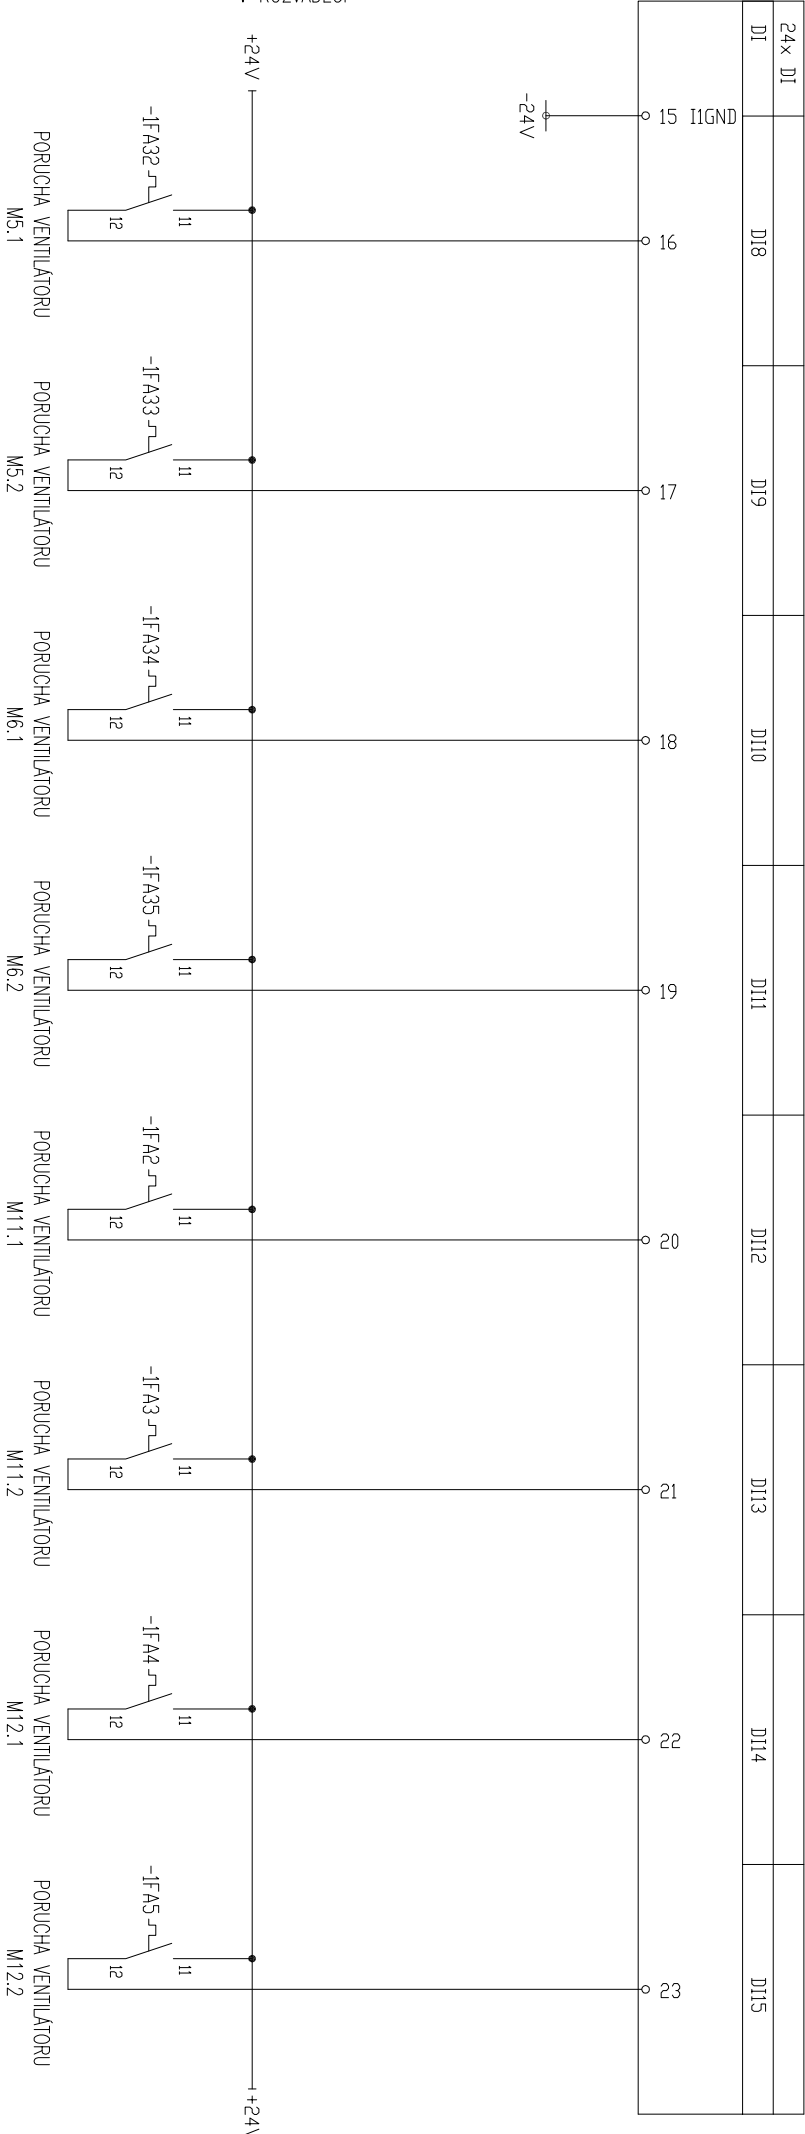 24x DI
DI
DI8
DI9
DI10
DI11
DI12
DI13
DI14
DI15
15 I1GND
16
17
18
19
20
21
22
23
-24V
+24V
+24V
-1FA32
11
12
PORUCHA VENTILÁTORU
M5.1
-1FA33
11
12
PORUCHA VENTILÁTORU
M5.2
-1FA34
11
12
PORUCHA VENTILÁTORU
M6.1
-1FA35
11
12
PORUCHA VENTILÁTORU
M6.2
-1FA2
11
12
PORUCHA VENTILÁTORU
M11.1
-1FA3
11
12
PORUCHA VENTILÁTORU
M11.2
-1FA4
11
12
PORUCHA VENTILÁTORU
M12.1
-1FA5
11
12
PORUCHA VENTILÁTORU
M12.2